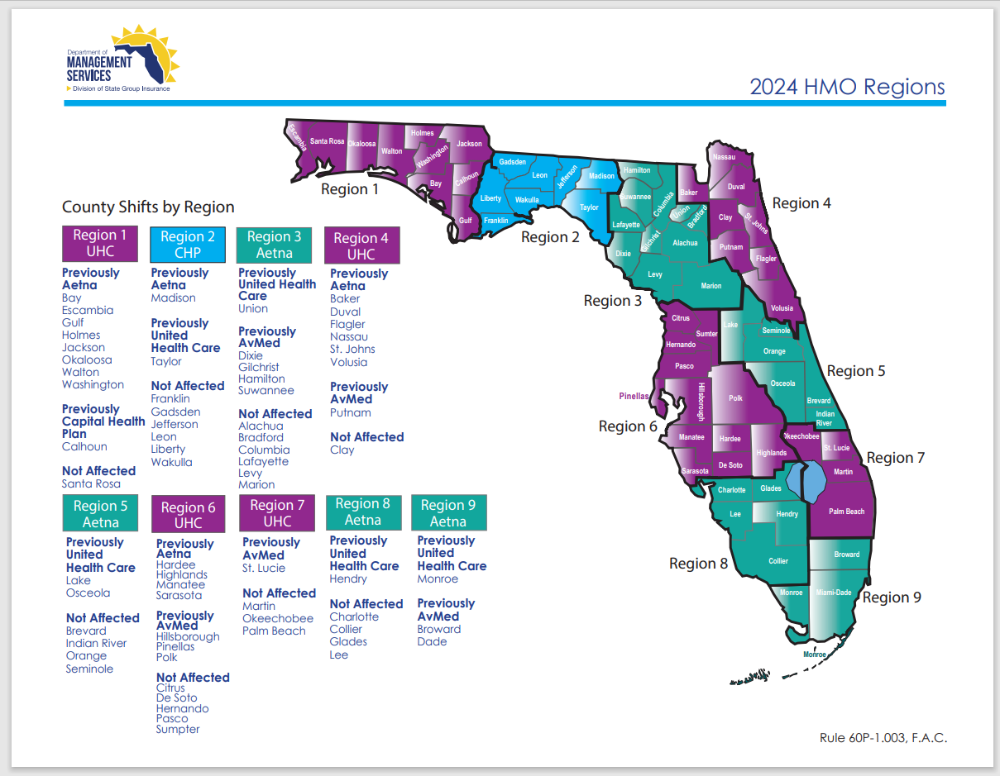 Department of
MANAGEMENT
SERVICES
Division of State Group Insurance
2024 HMO Regions
County Shifts by Region
Region 1
UHC
Previously
Aetna
Bay
Escambia
Gulf
Holmes
Jackson
Okaloosa
Walton
Washington
Previously
Capital Health
Plan
Calhoun
Not Affected
Santa Rosa
Region 2
CHP
Previously
Aetna
Madison
Previously
United
Health Care
Taylor
Not Affected
Franklin
Gadsden
Jefferson
Leon
Liberty
Wakulla
Region 3
Aetna
Previously
United Health
Care
Union
Previously
AvMed
Dixie
Gilchrist
Hamilton
Suwannee
Not Affected
Alachua
Bradford
Columbia
Lafayette
Levy
Marion
Region 4
UHC
Previously
Aetna
Baker
Duval
Flagler
Nassau
St. Johns
Volusia
Previously
AvMed
Putnam
Not Affected
Clay
Region 5
Aetna
Previously
United
Health Care
Lake
Osceola
Not Affected
Brevard
Indian River
Orange
Seminole
Region 6
UHC
Previously
Aetna
Hardee
Highlands
Manatee
Sarasota
Previously
AvMed
Hillsborough
Pinellas
Polk
Not Affected
Citrus
De Soto
Hernando
Pasco
Sumpter
Region 7
UHC
Previously
AvMed
St. Lucie
Not Affected
Martin
Okeechobee
Palm Beach
Region 8
Aetna
Previously
United
Health Care
Hendry
Not Affected
Charlotte
Collier
Glades
Lee
Region 9
Aetna
Previously
United
Health Care
Monroe
Previously
AvMed
Broward
Dade
Escambia
Santa Rosa
Okaloosa
Walton
Holmes
Washington
Jackson
Bay
Calhoun
Gulf
Region 1
Gadsden
Leon
Jefferson
Madison
Liberty
Wakulla
Taylor
Franklin
Region 2
Hamilton
Suwannee
Columbia
Lafayette
Union
Bradford
Gilchrist
Alachua
Dixie
Levy
Marion
Region 3
Nassau
Baker
Duval
Clay
St. Johns
Putnam
Flagler
Volusia
Region 4
Lake
Seminole
Orange
Osceola
Brevard
Indian
River
Region 5
Citrus
Sumter
Hernando
Pasco
Pinellas
Hillsborough
Polk
Manatee
Hardee
Highlands
Sarasota
De Soto
Region 6
Okeechobee
St. Lucie
Martin
Palm Beach
Region 7
Charlotte
Glades
Lee
Hendry
Collier
Region 8
Broward
Monroe
Miami-Dade
Monroe
Region 9
Rule 60P-1.003, F.A.C.